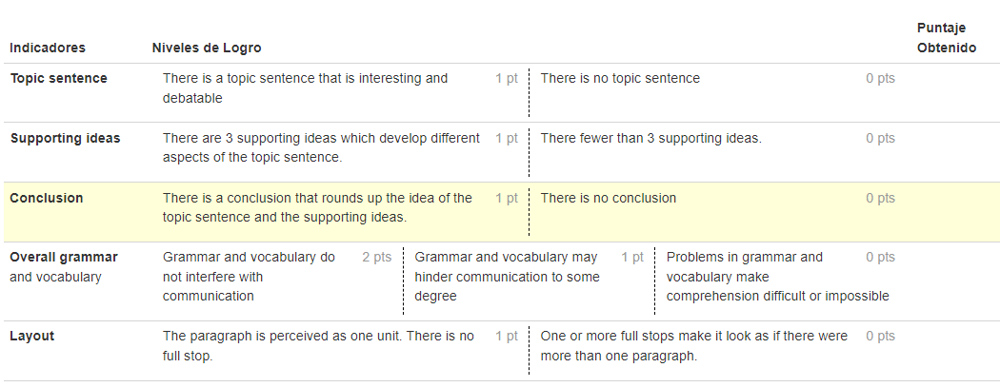 Puntaje
Indicadores Niveles de Logro Obtenido
Topic sentence There is a topic sentence that is interesting and 1 pt There is no topic sentence 0 pts
debatable
Supporting ideas There are 3 supporting ideas which develop different 1 pt There fewer than 3 supporting ideas. 0 pts
aspects of the topic sentence.
Conclusion There is a conclusion that rounds up the idea of the 1 pt There is no conclusion 0 pts
topic sentence and the supporting ideas.
Overall grammar Grammar and vocabulary do 2 pts Grammar and vocabulary may 1 pt Problems in grammar and 0 pts
and vocabulary not interfere with hinder communication to some vocabulary make
communication degree comprehension difficult or impossible
Layout The paragraph is perceived as one unit. There is no 1 pt One or more full stops make it look as if there were 0 pts
full stop. more than one paragraph.